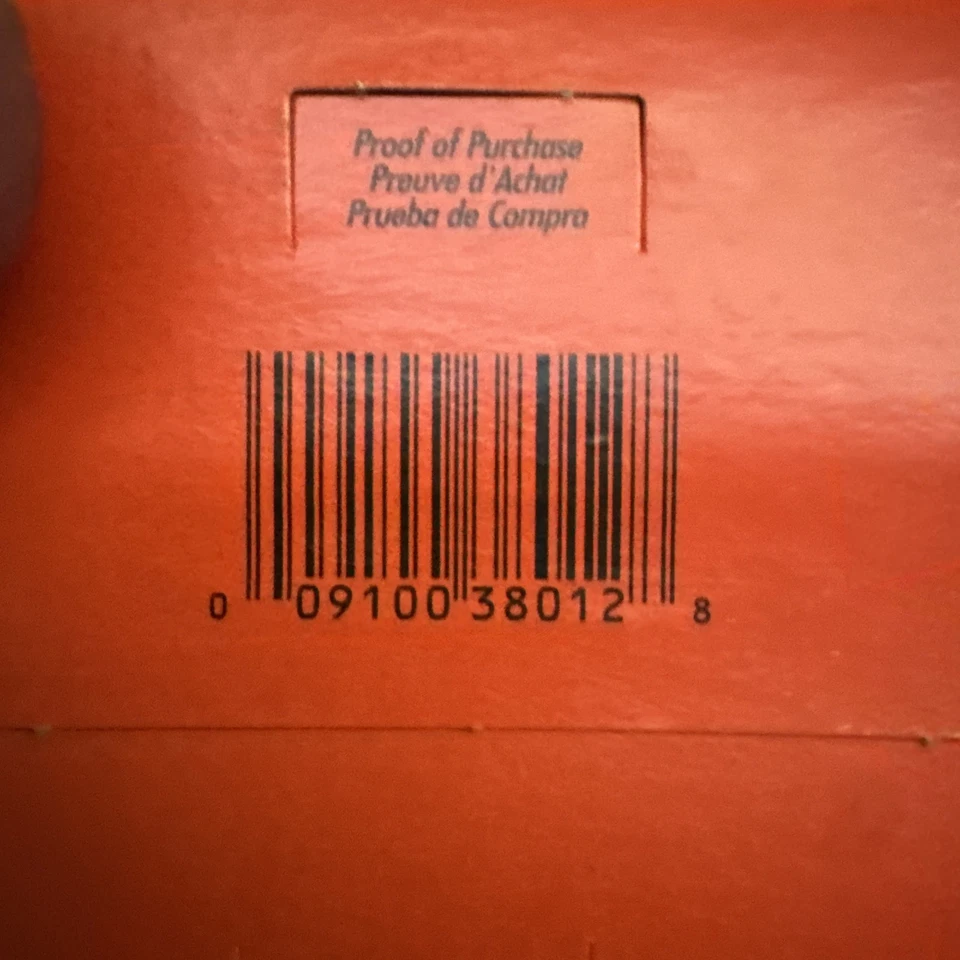 Proof of Purchase
Preuve d'Achat
Prueba de Compra
0 09100 38012 8